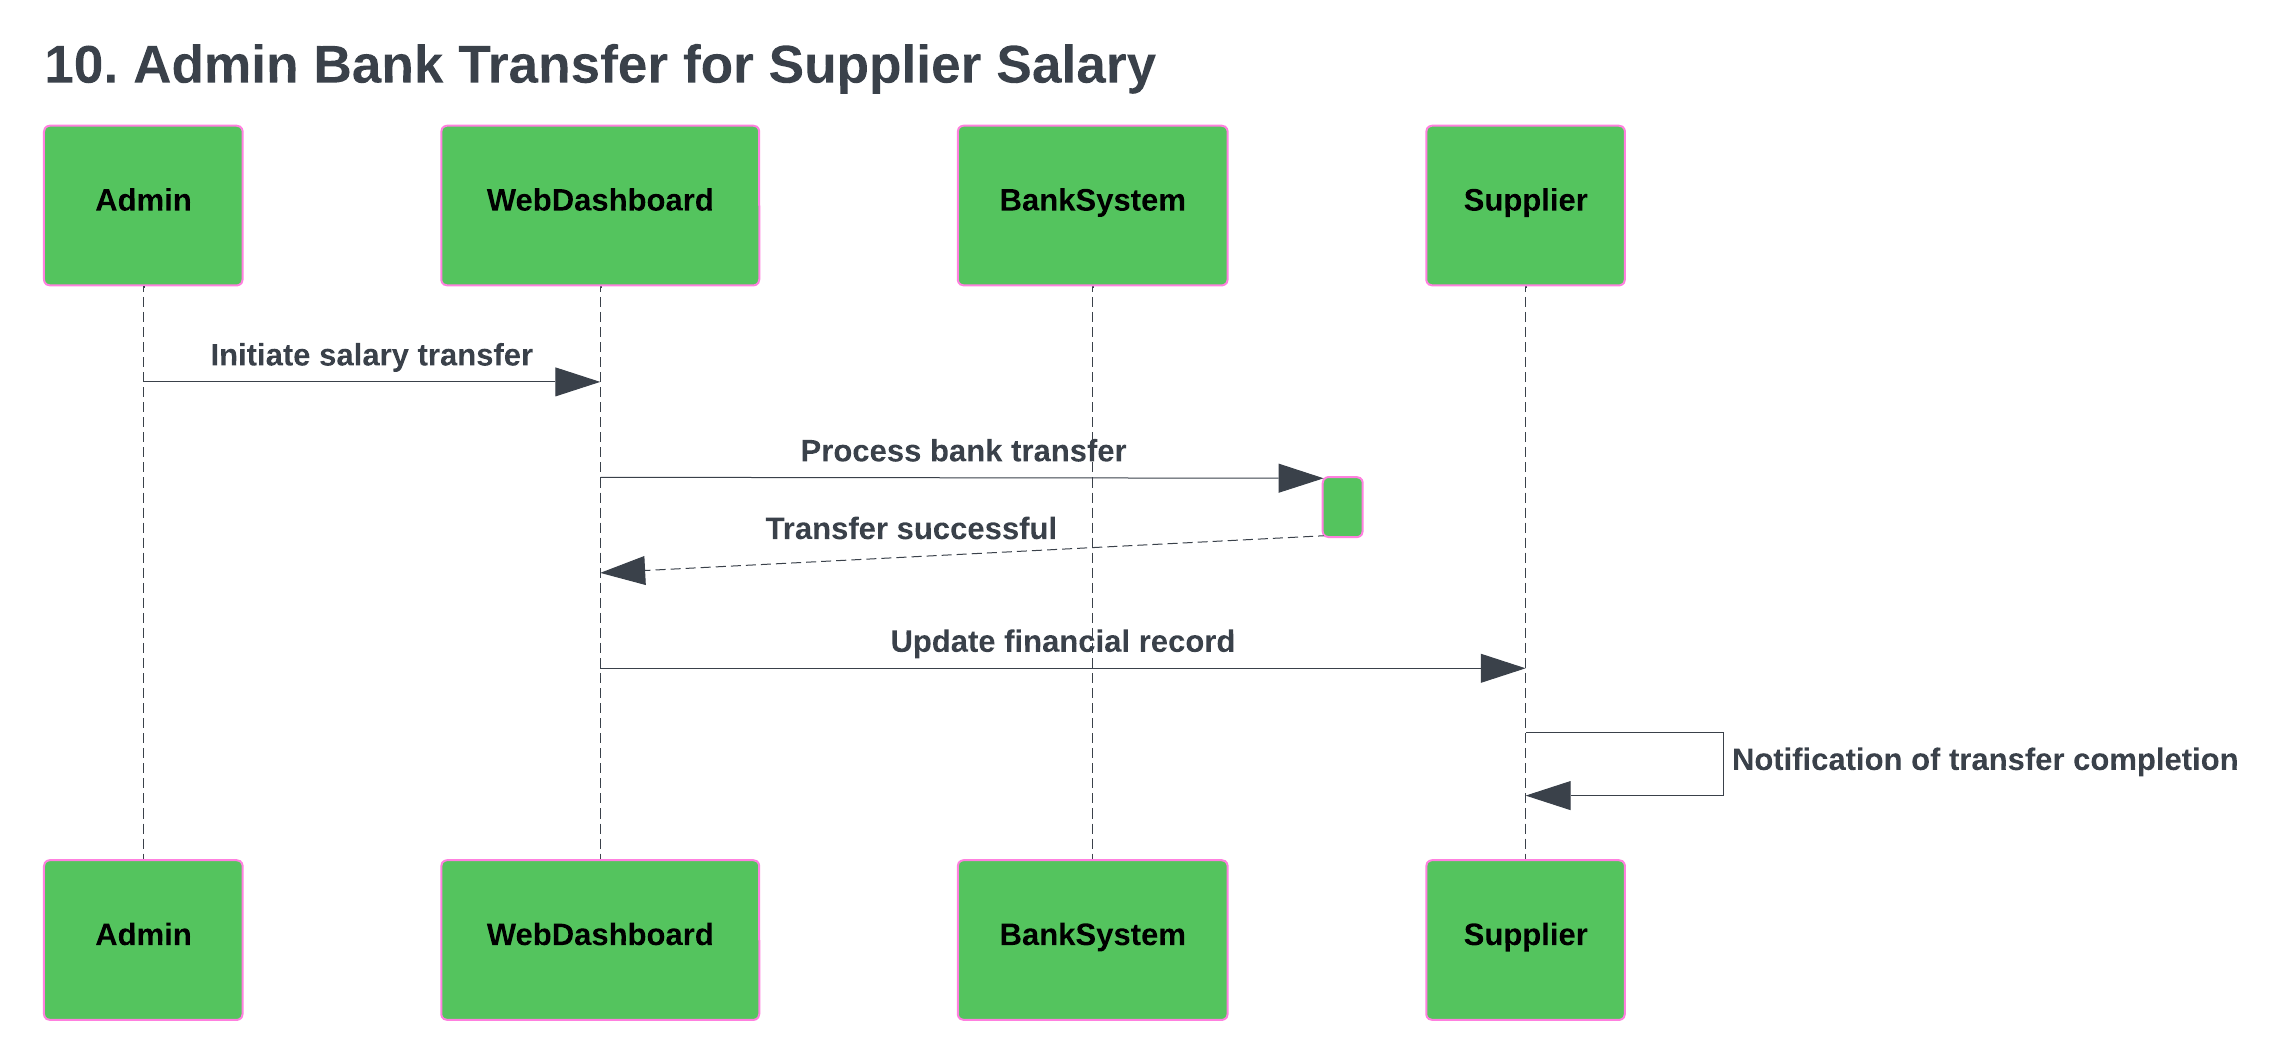 10. Admin Bank Transfer for Supplier Salary
Admin
WebDashboard
BankSystem
Supplier
Initiate salary transfer
Process bank transfer
Transfer successful
Update financial record
Notification of transfer completion
Admin
WebDashboard
BankSystem
Supplier